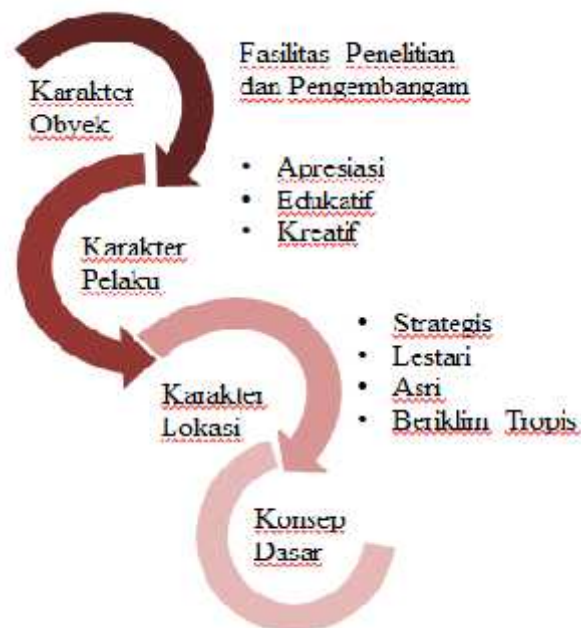 Karakter
Obyek
Fasilitas Penelitian
dan Pengembangam
• Apresiasi
• Edukatif
• Kreatif
Karakter
Pelaku
• Strategis
• Lestari
• Asri
• Beriklim Tropis
Karakter
Lokasi
Konsep
Dasar